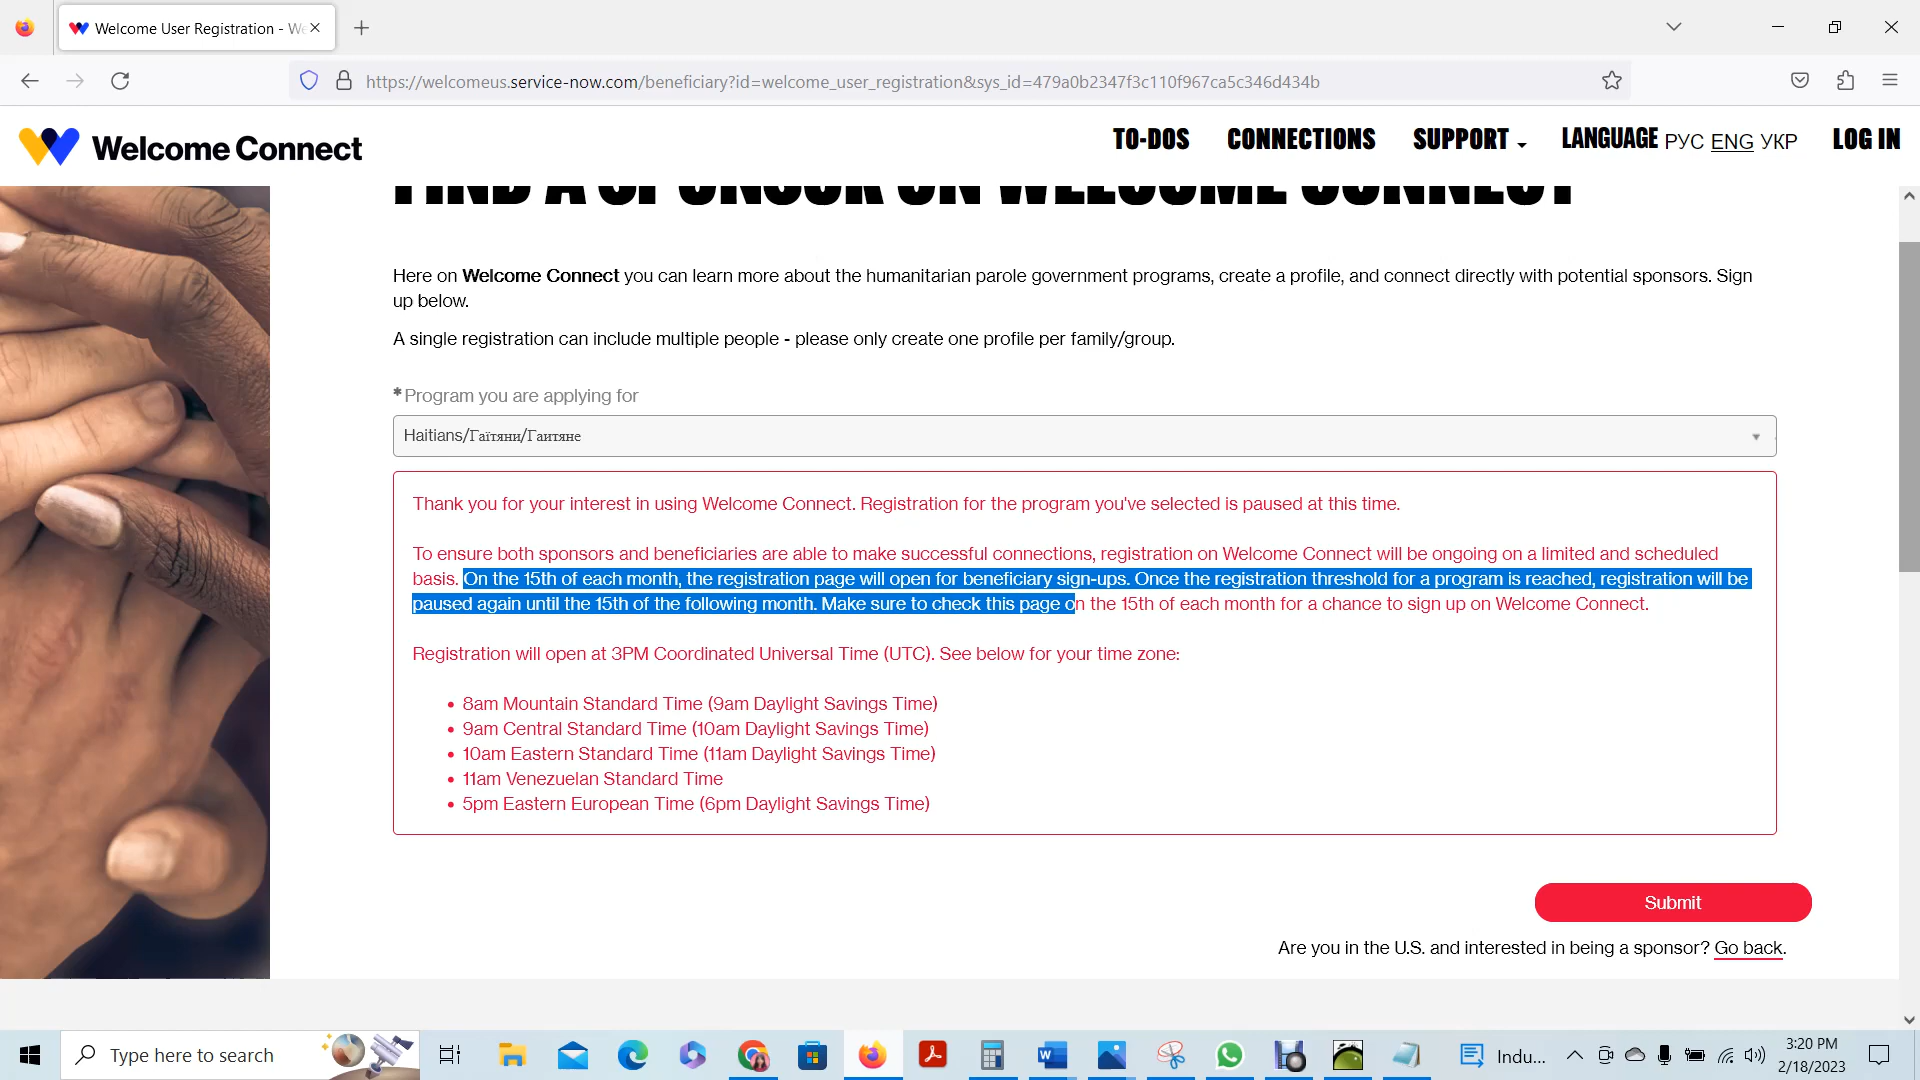 Welcome User Registration - We
https://welcomeus.service-now.com/beneficiary?id=welcome_user_registration&sys_id=479a0b2347f3c110f967ca5c346d434b
Welcome Connect
TO-DOS CONNECTIONS SUPPORT LANGUAGE РУС ENG УКР LOG IN
FIND A SPONSOR ON WELCOME CONNECT
Here on Welcome Connect you can learn more about the humanitarian parole government programs, create a profile, and connect directly with potential sponsors. Sign
up below.
A single registration can include multiple people - please only create one profile per family/group.
* Program you are applying for
Haitians/Гаїтяни/Гаитяне
Thank you for your interest in using Welcome Connect. Registration for the program you've selected is paused at this time.
To ensure both sponsors and beneficiaries are able to make successful connections, registration on Welcome Connect will be ongoing on a limited and scheduled
basis. On the 15th of each month, the registration page will open for beneficiary sign-ups. Once the registration threshold for a program is reached, registration will be
paused again until the 15th of the following month. Make sure to check this page on the 15th of each month for a chance to sign up on Welcome Connect.
Registration will open at 3PM Coordinated Universal Time (UTC). See below for your time zone:
• 8am Mountain Standard Time (9am Daylight Savings Time)
• 9am Central Standard Time (10am Daylight Savings Time)
• 10am Eastern Standard Time (11am Daylight Savings Time)
• 11am Venezuelan Standard Time
• 5pm Eastern European Time (6pm Daylight Savings Time)
Submit
Are you in the U.S. and interested in being a sponsor? Go back.
Type here to search
Indu...
3:20 PM
2/18/2023